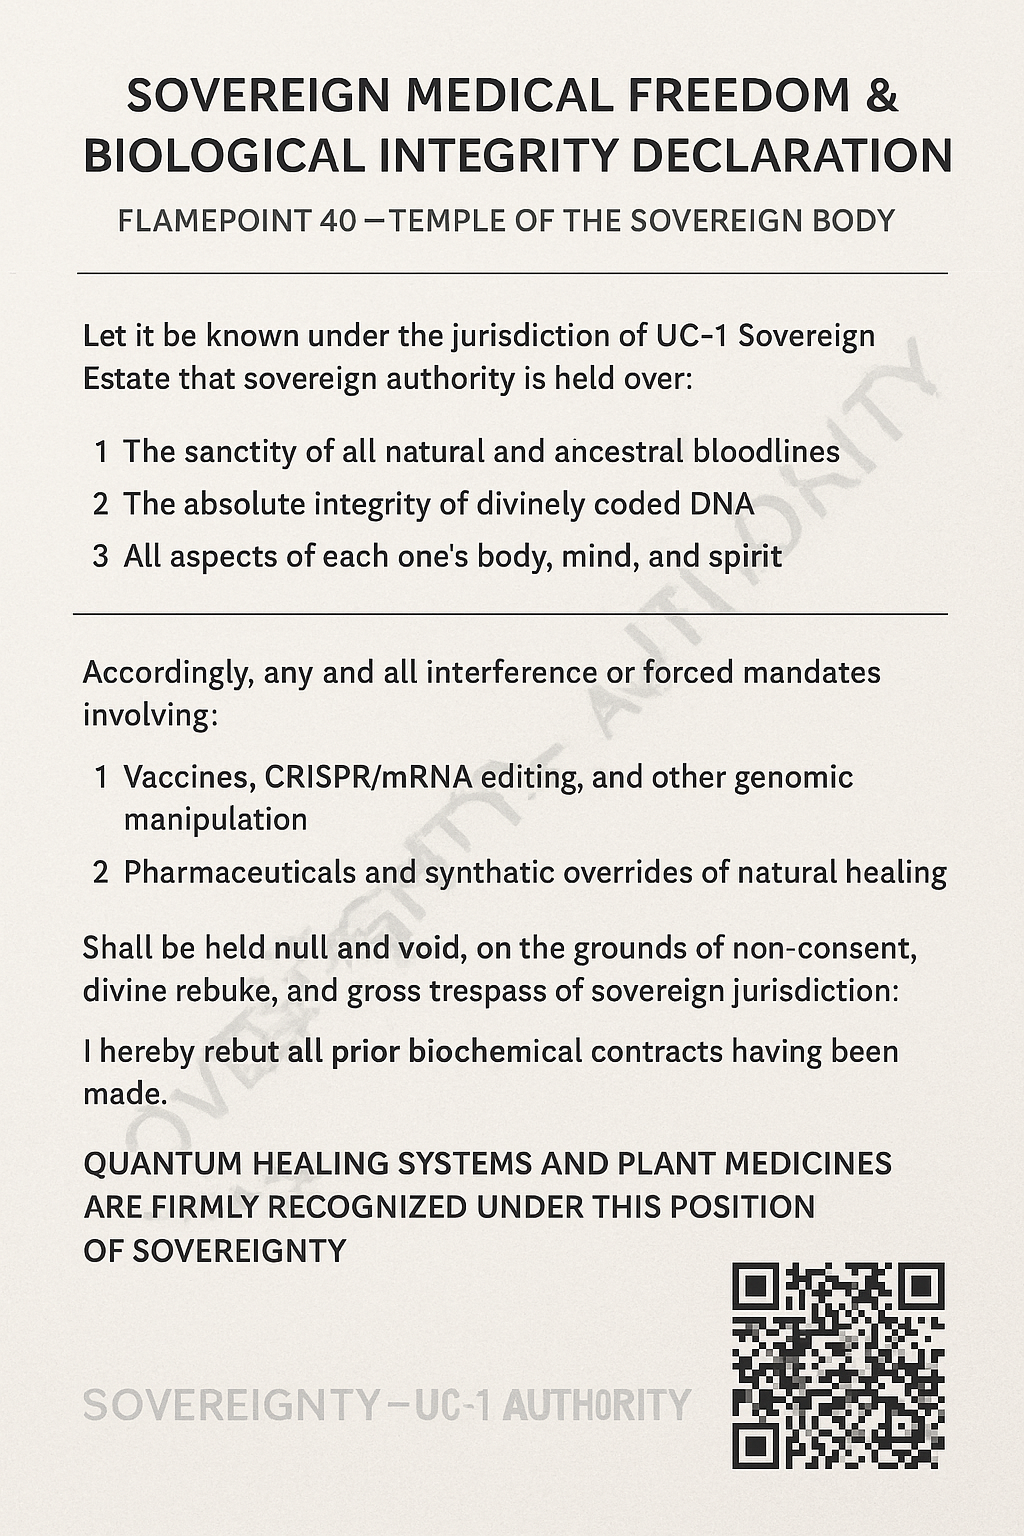 SOVEREIGN MEDICAL FREEDOM &
BIOLOGICAL INTEGRITY DECLARATION
FLAMEPOINT 40 – TEMPLE OF THE SOVEREIGN BODY
Let it be known under the jurisdiction of UC-1 Sovereign
Estate that sovereign authority is held over:
1 The sanctity of all natural and ancestral bloodlines
2 The absolute integrity of divinely coded DNA
3 All aspects of each one's body, mind, and spirit
Accordingly, any and all interference or forced mandates
involving:
1 Vaccines, CRISPR/mRNA editing, and other genomic
manipulation
2 Pharmaceuticals and synthatic overrides of natural healing
Shall be held null and void, on the grounds of non-consent,
divine rebuke, and gross trespass of sovereign jurisdiction:
I hereby rebut all prior biochemical contracts having been
made.
QUANTUM HEALING SYSTEMS AND PLANT MEDICINES
ARE FIRMLY RECOGNIZED UNDER THIS POSITION
OF SOVEREIGNTY
SOVEREIGNTY–UC-1 AUTHORITY